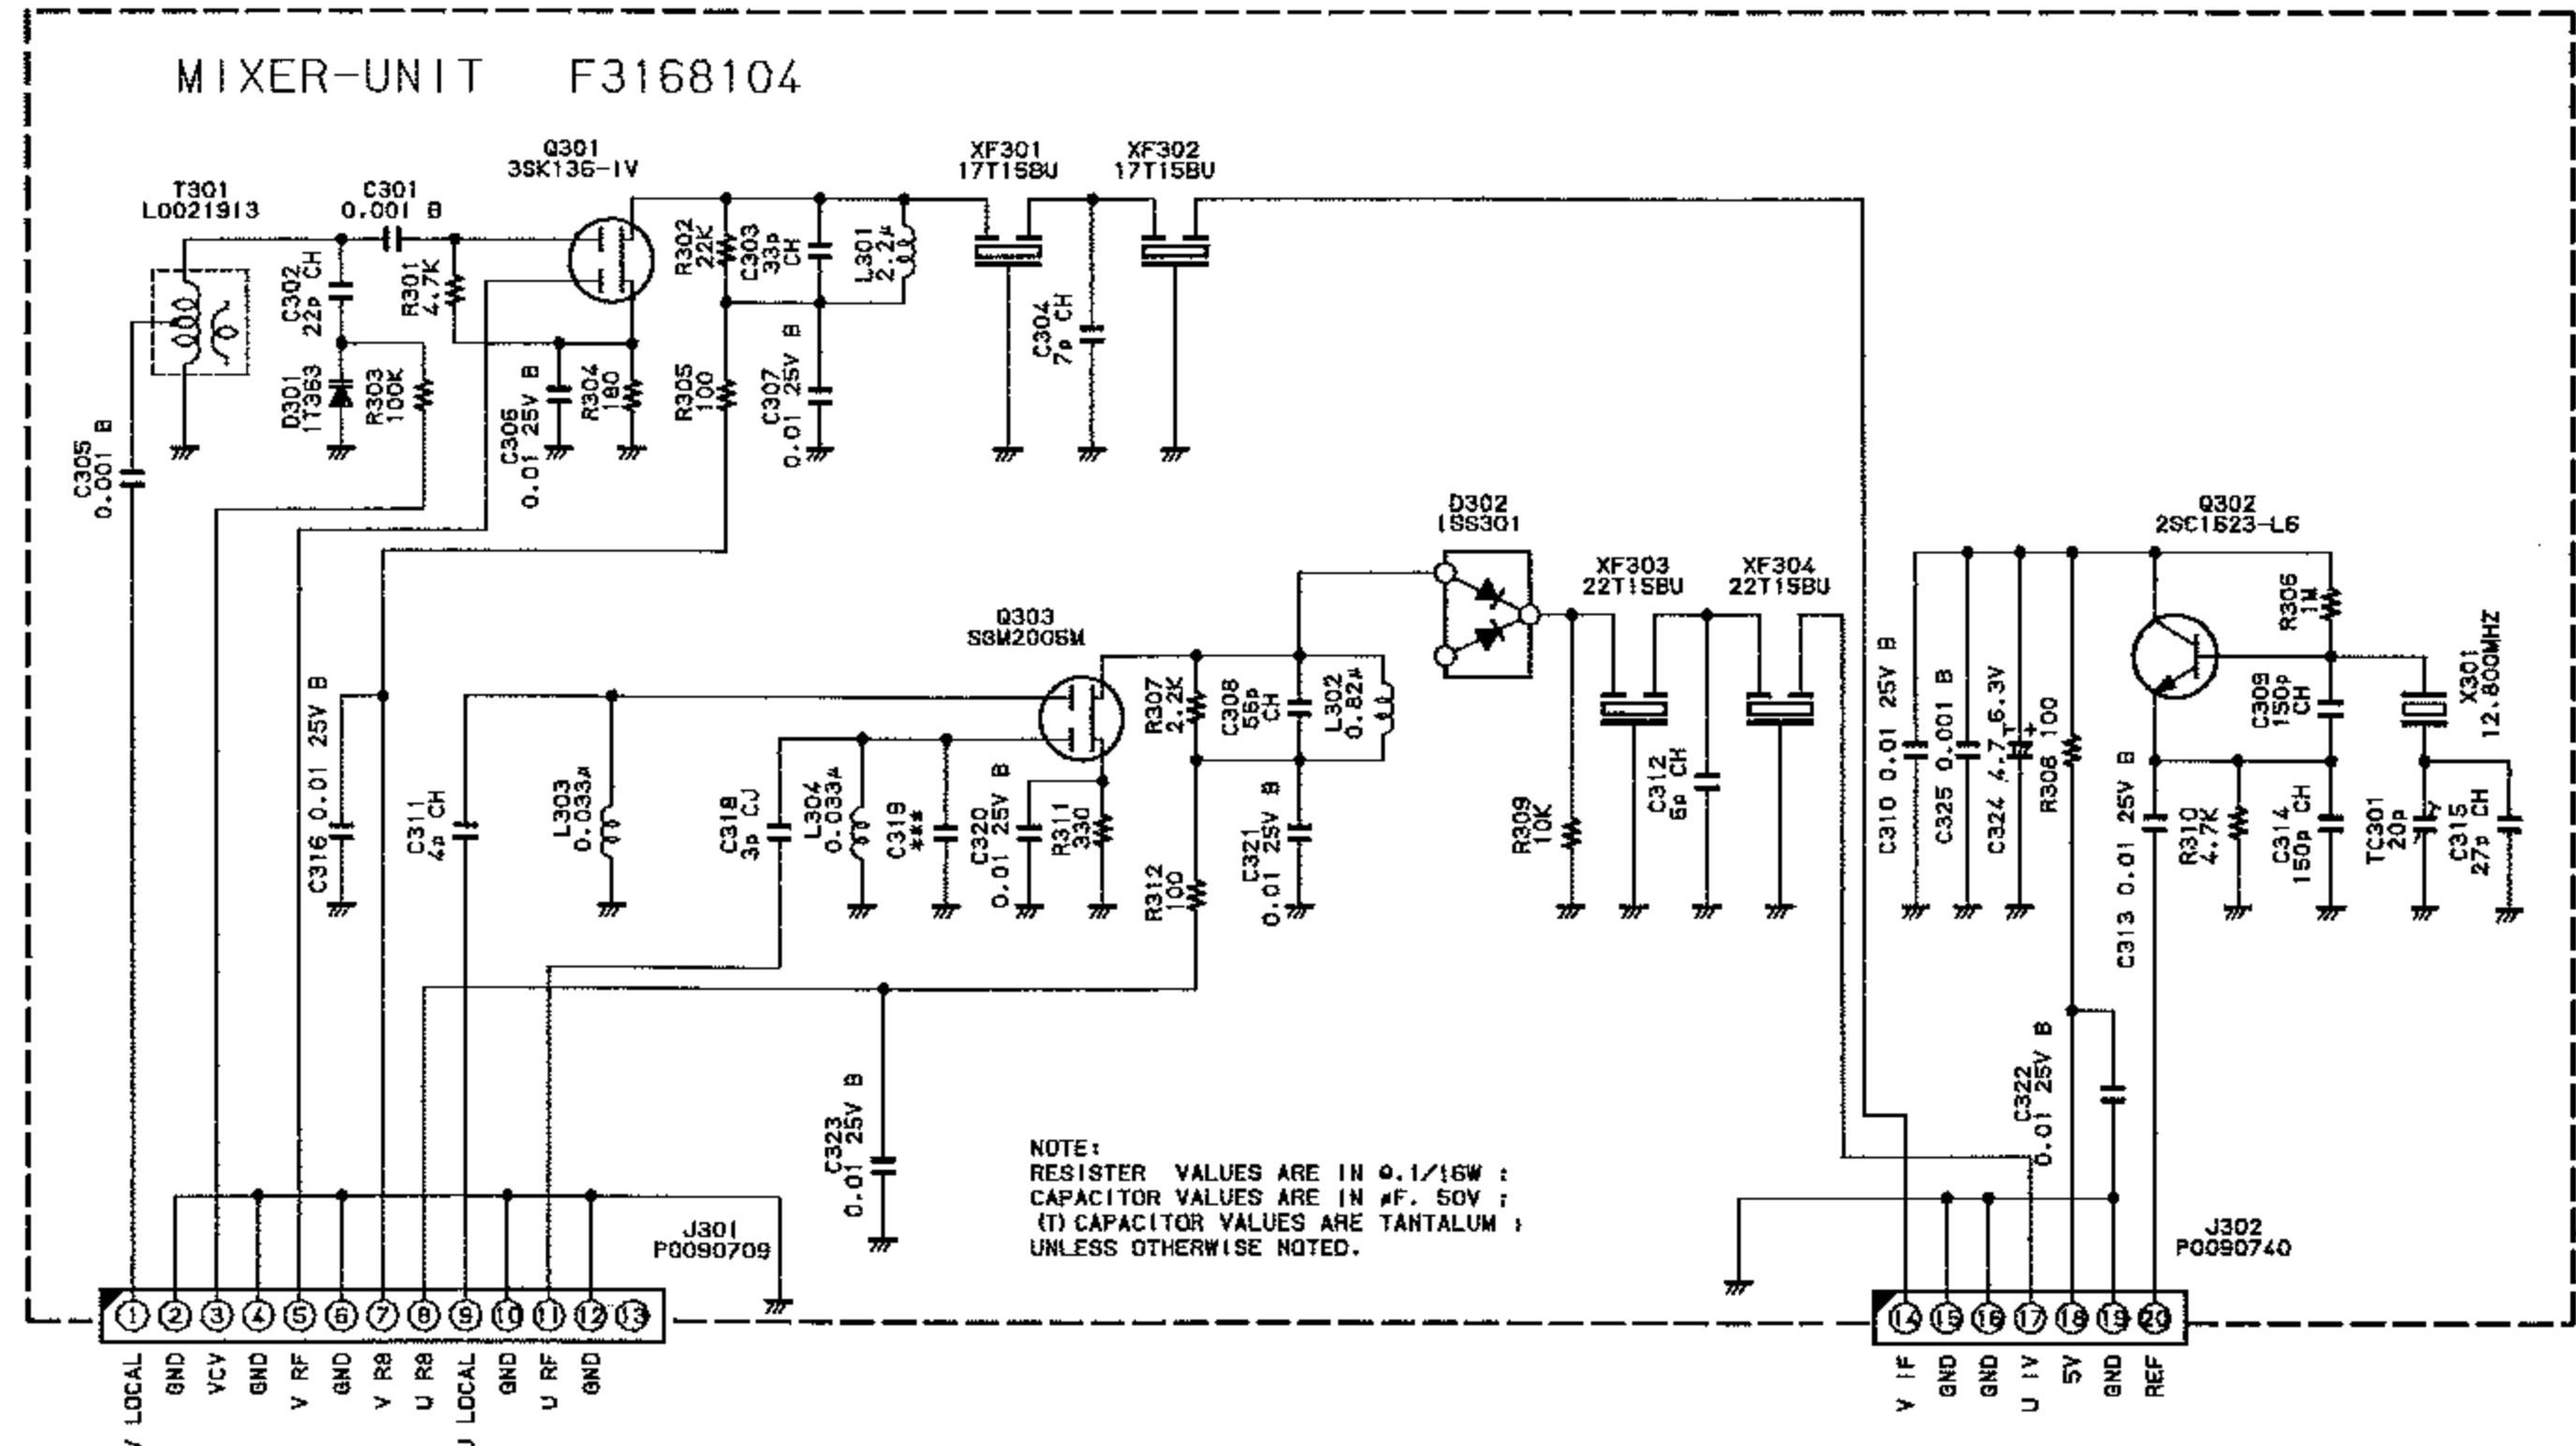 MIXER-UNIT F3168104
Q301
3SK136-IV
XF301
17T15BU
XF302
17T15BU
T301
L0021913
C301
0.001 B
C302
22p CH
R301
4.7K
R302
22K
C303
33p
CH
L301
2.2μ
C304
7p CH
D301
1T363
R303
100K
C306
0.01 25V B
R304
180
R305
100
C307
0.01 25V B
C305
0.001 B
D302
1SS301
Q302
2SC1623-L6
XF303
22T15BU
XF304
22T15BU
Q303
SGM2006M
R306
1M
X301
12.800MHZ
R307
2.2K
C308
56p
CH
L302
0.82μ
C309
150p
CH
C310 0.01 25V B
C325 0.001 B
C324 4.7 6.3V
T +
R308 100
C316 0.01 25V B
C311
4p CH
L303
0.033μ
C318
3p CJ
L304
0.033μ
C319
***
C320
0.01 25V B
R311
330
R312
100
C321
0.01 25V B
R309
10K
C312
6p CH
C313 0.01 25V B
R310
4.7K
C314
150p CH
TC301
20p
C315
27p CH
C323
0.01 25V B
C322
0.01 25V B
NOTE:
RESISTER VALUES ARE IN Ω.1/16W ;
CAPACITOR VALUES ARE IN μF. 50V ;
(T) CAPACITOR VALUES ARE TANTALUM ;
UNLESS OTHERWISE NOTED.
J301
P0090709
J302
P0090740
1 2 3 4 5 6 7 8 9 10 11 12 13
14 15 16 17 18 19 20
V LOCAL
GND
VCV
GND
V RF
GND
V R8
U R8
U LOCAL
GND
U RF
GND
V IF
GND
GND
U IV
5V
GND
REF